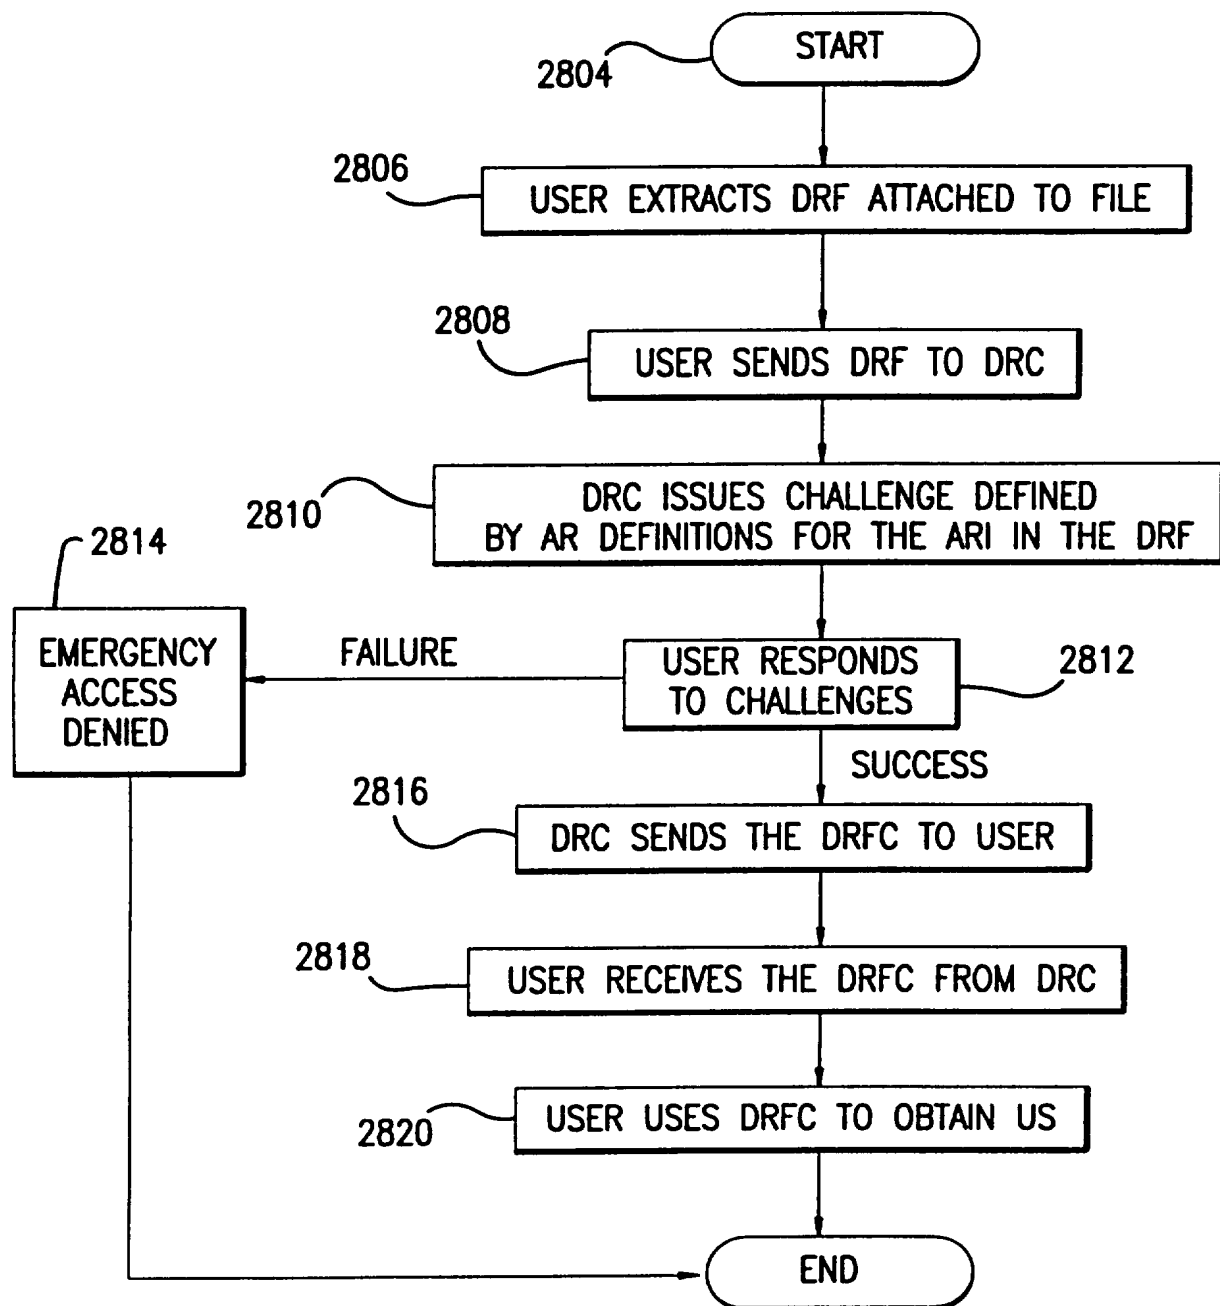 START
2804
2806
USER EXTRACTS DRF ATTACHED TO FILE
2808
USER SENDS DRF TO DRC
2810
DRC ISSUES CHALLENGE DEFINED
BY AR DEFINITIONS FOR THE ARI IN THE DRF
2814
EMERGENCY
ACCESS
DENIED
FAILURE
USER RESPONDS
TO CHALLENGES
2812
SUCCESS
2816
DRC SENDS THE DRFC TO USER
2818
USER RECEIVES THE DRFC FROM DRC
2820
USER USES DRFC TO OBTAIN US
END